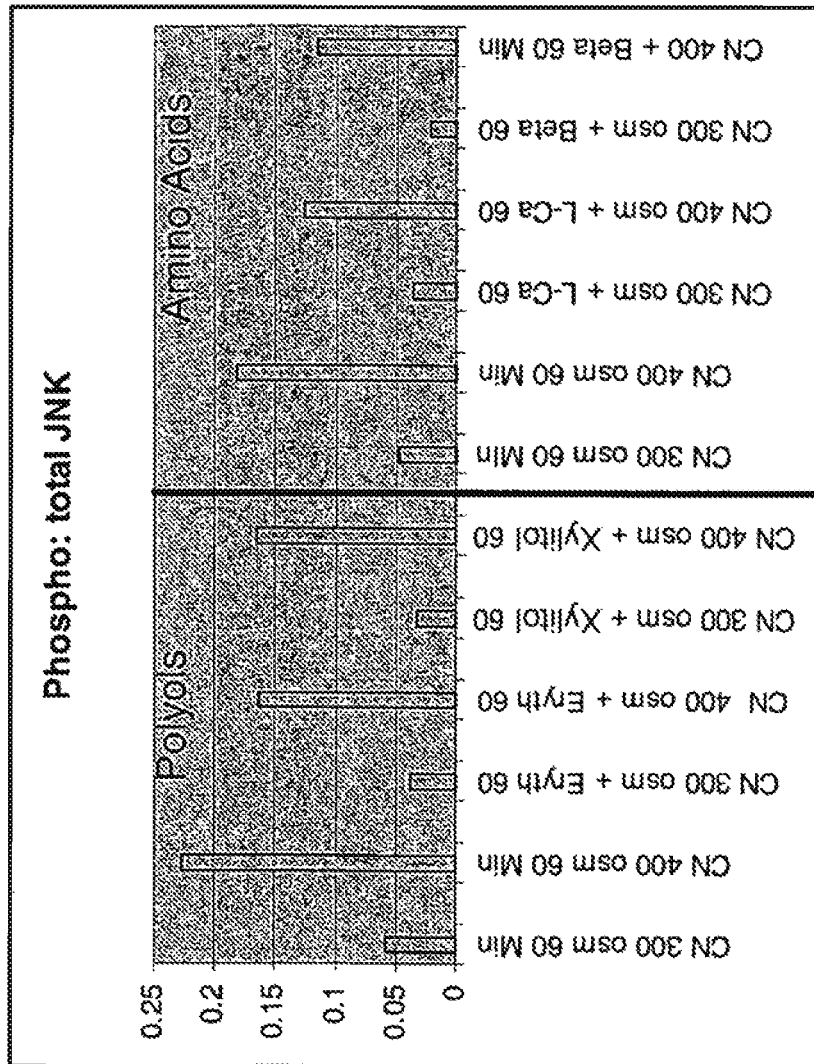 Phospho: total JNK
Polyols
Amino Acids
0.25
0.2
0.15
0.1
0.05
0
CN 300 osm 60 Min
CN 400 osm 60 Min
CN 300 osm + Eryth 60
CN 400 osm + Eryth 60
CN 300 osm + Xylitol 60
CN 400 osm + Xylitol 60
CN 300 osm 60 Min
CN 400 osm 60 Min
CN 300 osm + L-Ca 60
CN 400 osm + L-Ca 60
CN 300 osm + Beta 60
CN 400 + Beta 60 Min